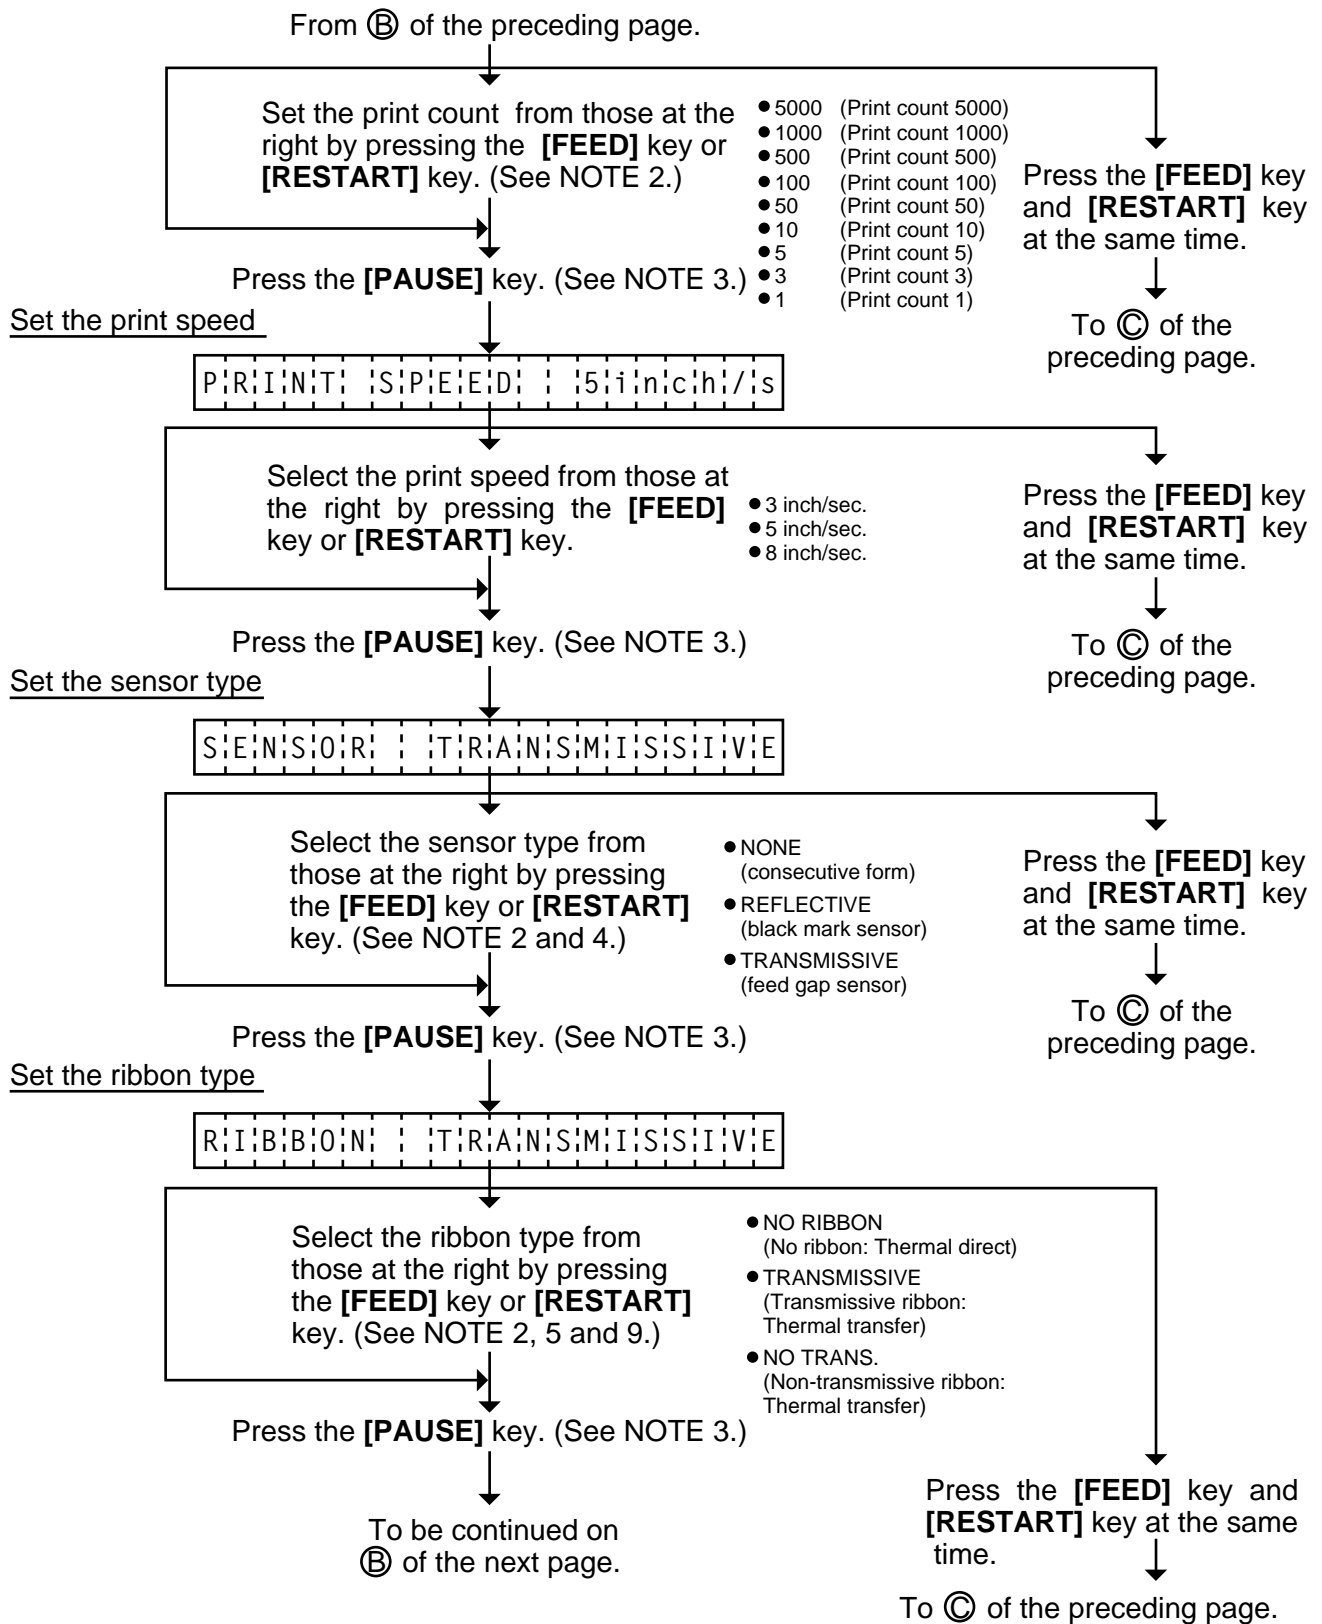 From Ⓑ of the preceding page.
Set the print count from those at the
right by pressing the [FEED] key or
[RESTART] key. (See NOTE 2.)
● 5000 (Print count 5000)
● 1000 (Print count 1000)
● 500 (Print count 500)
● 100 (Print count 100)
● 50 (Print count 50)
● 10 (Print count 10)
● 5 (Print count 5)
● 3 (Print count 3)
● 1 (Print count 1)
Press the [FEED] key
and [RESTART] key
at the same time.
To Ⓒ of the
preceding page.
Press the [PAUSE] key. (See NOTE 3.)
Set the print speed
PRINT SPEED  5inch/s
Select the print speed from those at
the right by pressing the [FEED]
key or [RESTART] key.
● 3 inch/sec.
● 5 inch/sec.
● 8 inch/sec.
Press the [FEED] key
and [RESTART] key
at the same time.
To Ⓒ of the
preceding page.
Press the [PAUSE] key. (See NOTE 3.)
Set the sensor type
SENSOR  TRANSMISSIVE
Select the sensor type from
those at the right by pressing
the [FEED] key or [RESTART]
key. (See NOTE 2 and 4.)
● NONE
(consecutive form)
● REFLECTIVE
(black mark sensor)
● TRANSMISSIVE
(feed gap sensor)
Press the [FEED] key
and [RESTART] key
at the same time.
To Ⓒ of the
preceding page.
Press the [PAUSE] key. (See NOTE 3.)
Set the ribbon type
RIBBON  TRANSMISSIVE
Select the ribbon type from
those at the right by pressing
the [FEED] key or [RESTART]
key. (See NOTE 2, 5 and 9.)
● NO RIBBON
(No ribbon: Thermal direct)
● TRANSMISSIVE
(Transmissive ribbon:
Thermal transfer)
● NO TRANS.
(Non-transmissive ribbon:
Thermal transfer)
Press the [PAUSE] key. (See NOTE 3.)
To be continued on
Ⓑ of the next page.
Press the [FEED] key and
[RESTART] key at the same
time.
To Ⓒ of the preceding page.